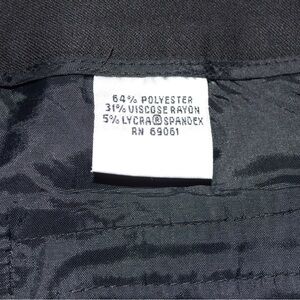 64% POLYESTER
31% VISCOSE RAYON
5% LYCRA® SPANDEX
RN 69061